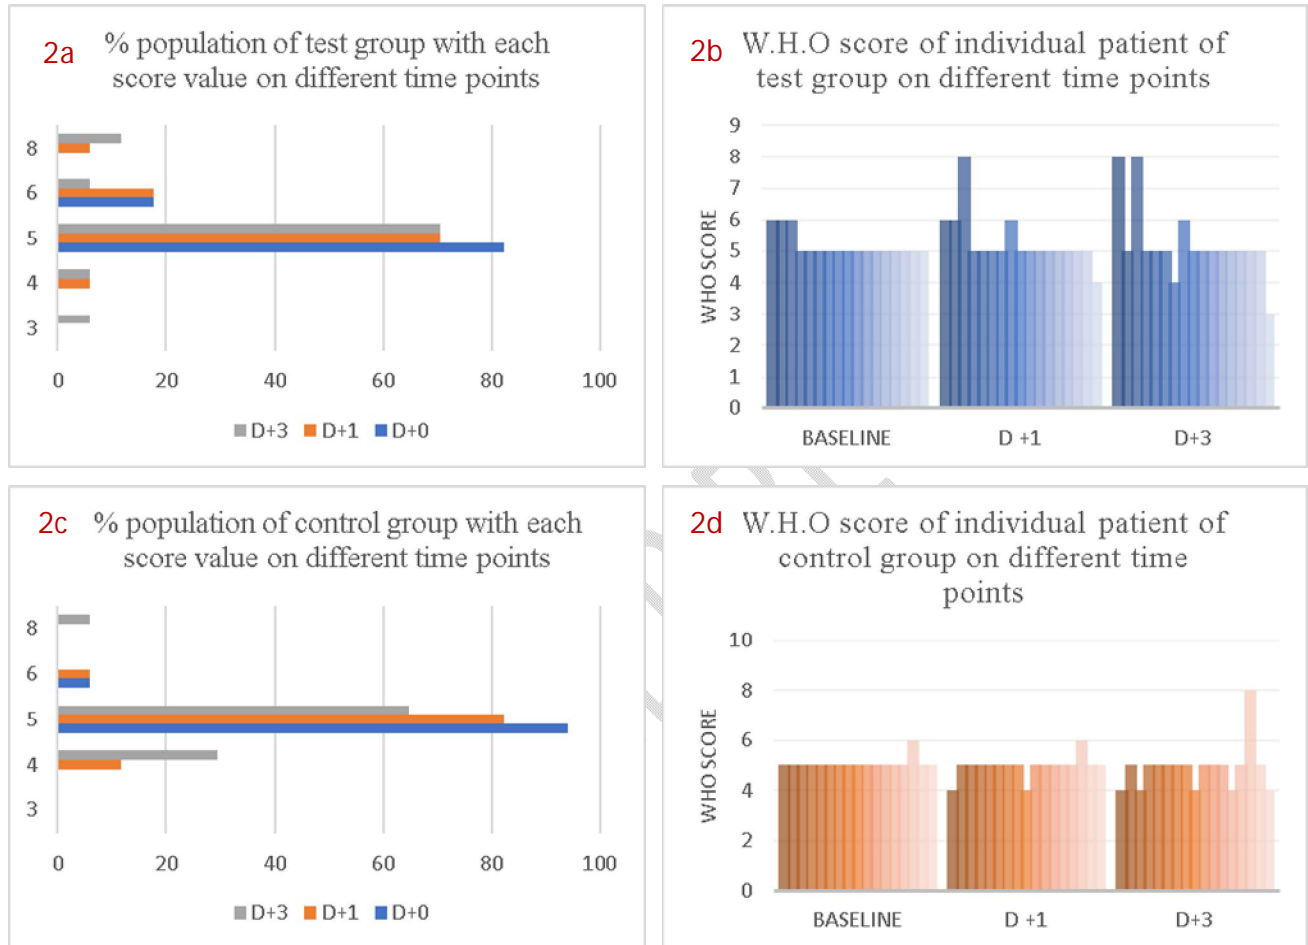 2a % population of test group with each
score value on different time points
8
6
5
4
3
0 20 40 60 80 100
D+3 D+1 D+0
2b W.H.O score of individual patient of
test group on different time points
WHO SCORE
9
8
7
6
5
4
3
2
1
0
BASELINE D +1 D+3
2c % population of control group with each
score value on different time points
8
6
5
4
3
0 20 40 60 80 100
D+3 D+1 D+0
2d W.H.O score of individual patient of
control group on different time
points
WHO SCORE
10
8
6
4
2
0
BASELINE D +1 D+3